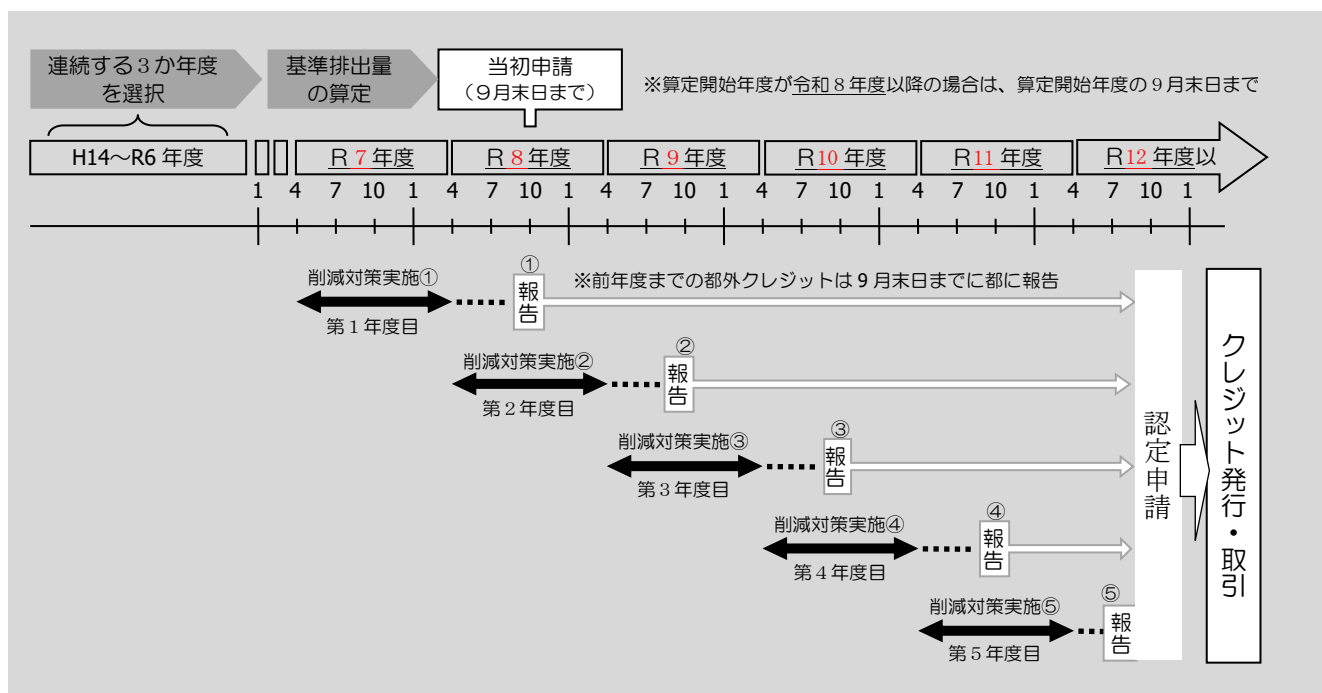 連続する３か年度
を選択
基準排出量
の算定
当初申請
（９月末日まで）
※算定開始年度が令和８年度以降の場合は、算定開始年度の９月末日まで
H14～R6 年度
Ｒ７年度
Ｒ８年度
Ｒ９年度
Ｒ10 年度
Ｒ11 年度
Ｒ12 年度以
1 4 7 10 1 4 7 10 1 4 7 10 1 4 7 10 1 4 7 10 1 4 7 10 1
削減対策実施①
第１年度目
①
報告
※前年度までの都外クレジットは 9 月末日までに都に報告
削減対策実施②
第２年度目
②
報告
削減対策実施③
第３年度目
③
報告
削減対策実施④
第４年度目
④
報告
削減対策実施⑤
第５年度目
⑤
報告
認定申請
クレジット発行・取引